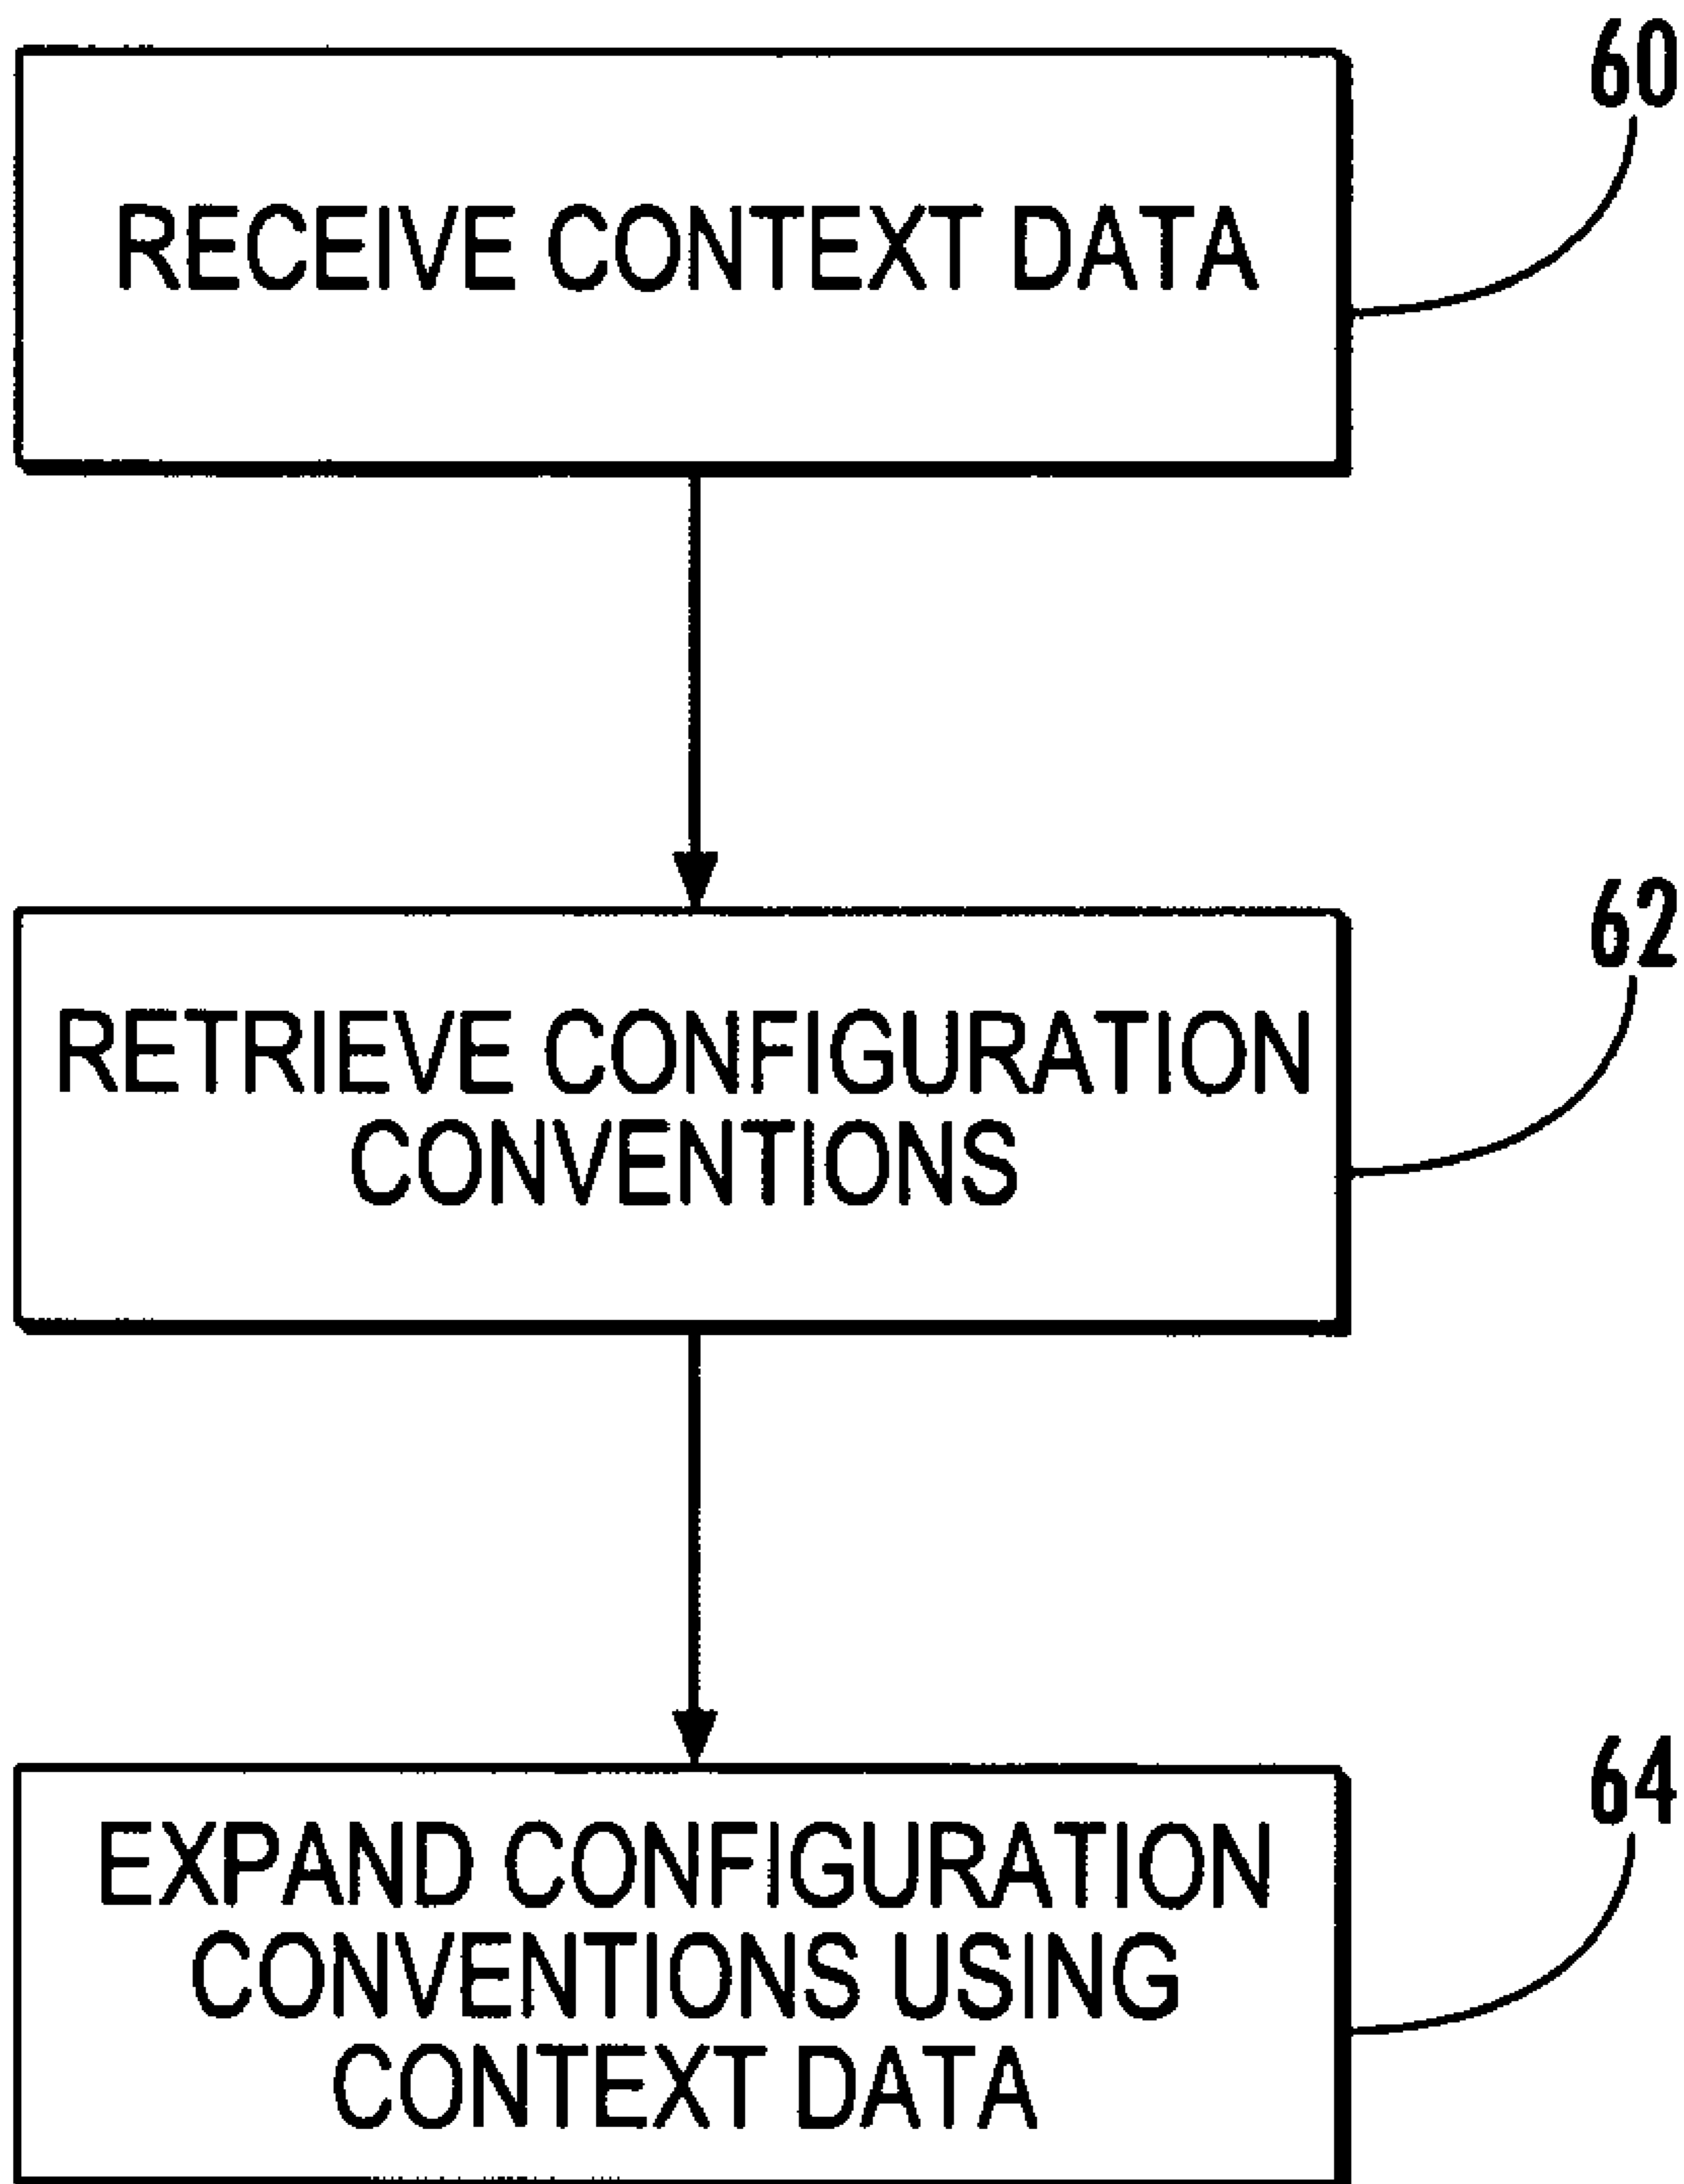 60
RECEIVE CONTEXT DATA
62
RETRIEVE CONFIGURATION
CONVENTIONS
64
EXPAND CONFIGURATION
CONVENTIONS USING
CONTEXT DATA